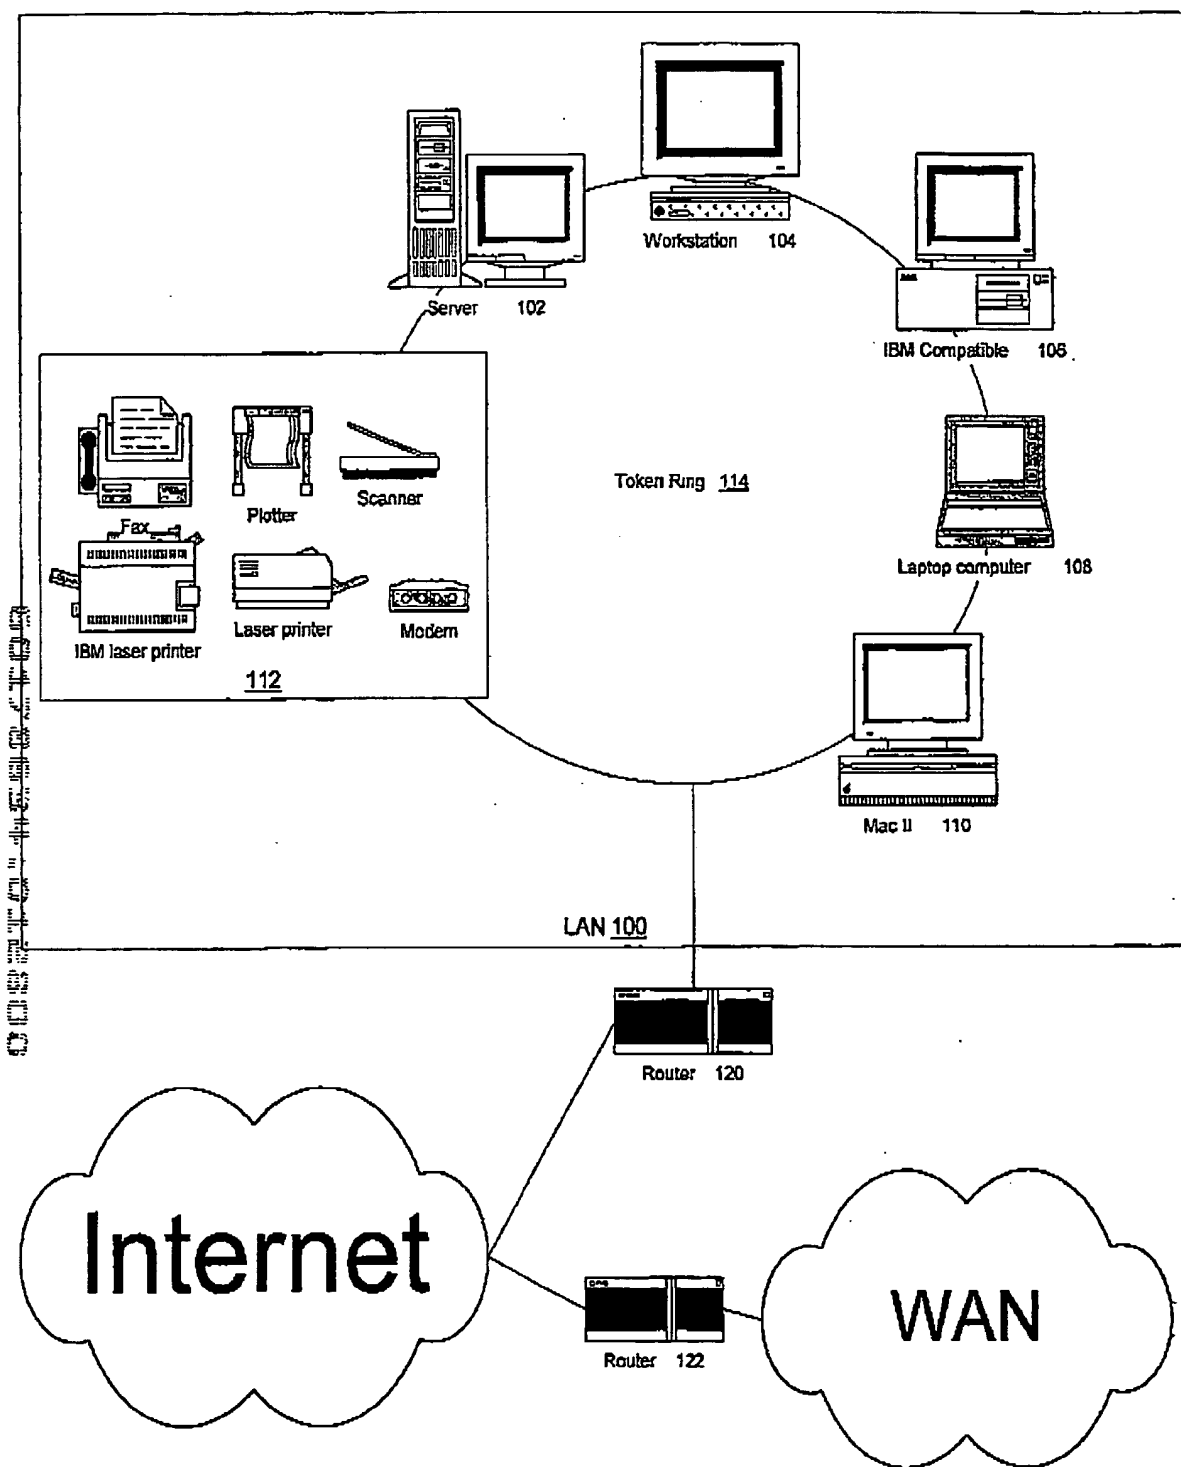 Workstation 104
Server 102
IBM Compatible 106
Fax
Plotter
Scanner
Token Ring 114
Laptop computer 108
IBM laser printer
Laser printer
Modem
112
Mac II 110
LAN 100
Router 120
Internet
WAN
Router 122